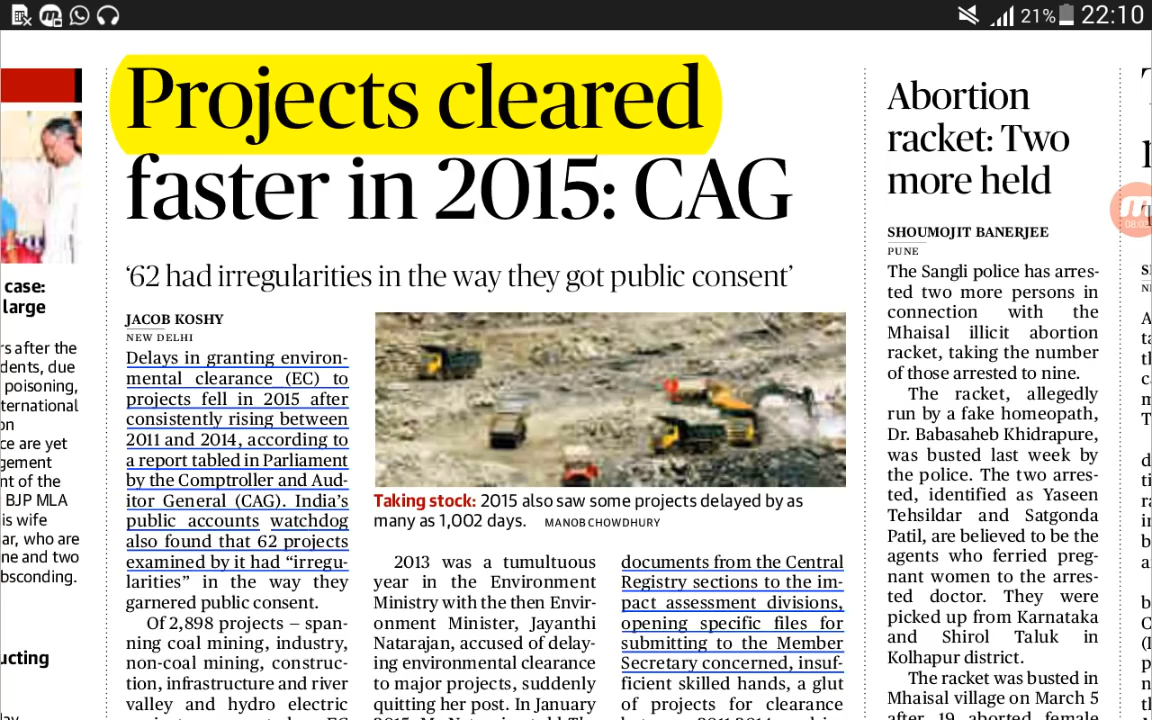 21% 22:10
case:
large
rs after the
dents, due
poisoning,
ternational
on
ce are yet
gement
nt of the
BJP MLA
is wife
ar, who are
ne and two
bsconding.
ucting
Projects cleared
faster in 2015: CAG
‘62 had irregularities in the way they got public consent’
JACOB KOSHY
NEW DELHI
Delays in granting environ-
mental clearance (EC) to
projects fell in 2015 after
consistently rising between
2011 and 2014, according to
a report tabled in Parliament
by the Comptroller and Aud-
itor General (CAG). India’s
public accounts watchdog
also found that 62 projects
examined by it had “irregu-
larities” in the way they
garnered public consent.
Of 2,898 projects – span-
ning coal mining, industry,
non-coal mining, construc-
tion, infrastructure and river
valley and hydro electric
Taking stock: 2015 also saw some projects delayed by as
many as 1,002 days. MANOB CHOWDHURY
2013 was a tumultuous
year in the Environment
Ministry with the then Envir-
onment Minister, Jayanthi
Natarajan, accused of delay-
ing environmental clearance
to major projects, suddenly
quitting her post. In January
documents from the Central
Registry sections to the im-
pact assessment divisions,
opening specific files for
submitting to the Member
Secretary concerned, insuf-
ficient skilled hands, a glut
of projects for clearance
Abortion
racket: Two
more held
SHOUMOJIT BANERJEE
PUNE
The Sangli police has arres-
ted two more persons in
connection with the
Mhaisal illicit abortion
racket, taking the number
of those arrested to nine.
The racket, allegedly
run by a fake homeopath,
Dr. Babasaheb Khidrapure,
was busted last week by
the police. The two arres-
ted, identified as Yaseen
Tehsildar and Satgonda
Patil, are believed to be the
agents who ferried preg-
nant women to the arres-
ted doctor. They were
picked up from Karnataka
and Shirol Taluk in
Kolhapur district.
The racket was busted in
Mhaisal village on March 5
after 19 aborted female